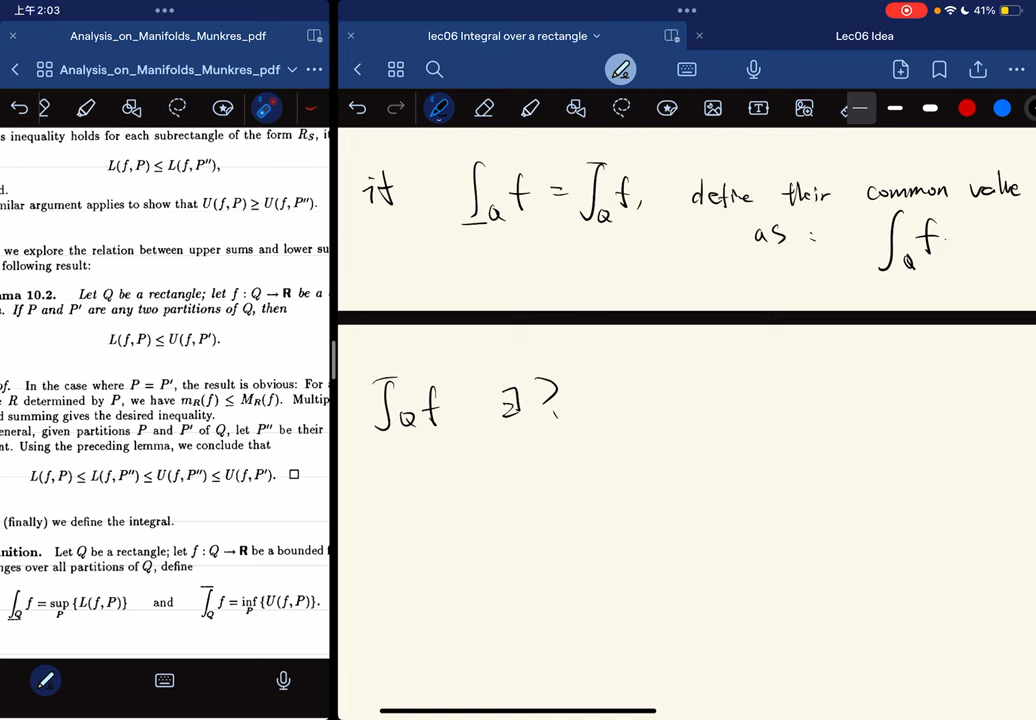 上午2:03
41%
Analysis_on_Manifolds_Munkres_pdf
lec06 Integral over a rectangle
Lec06 Idea
Analysis_on_Manifolds_Munkres_pdf
s inequality holds for each subrectangle of the form R_S, i
L(f,P) ≤ L(f,P''),
d.
milar argument applies to show that U(f,P) ≥ U(f,P'').
we explore the relation between upper sums and lower su
following result:
ma 10.2. Let Q be a rectangle; let f : Q → R be a
. If P and P' are any two partitions of Q, then
L(f,P) ≤ U(f,P').
of. In the case where P = P', the result is obvious: For
e R determined by P, we have m_R(f) ≤ M_R(f). Multip
d summing gives the desired inequality.
eneral, given partitions P and P' of Q, let P'' be their
nt. Using the preceding lemma, we conclude that
L(f,P) ≤ L(f,P'') ≤ U(f,P'') ≤ U(f,P'). □
(finally) we define the integral.
nition. Let Q be a rectangle; let f : Q → R be a bounded f
nges over all partitions of Q, define
\underline{∫}_Q f = sup_P {L(f,P)} and \overline{∫}_Q f = inf_P {U(f,P)}.
if \underline{∫}_Q f = \overline{∫}_Q f, define their common value
as : ∫_Q f.
\overline{∫}_Q f ∃ ?